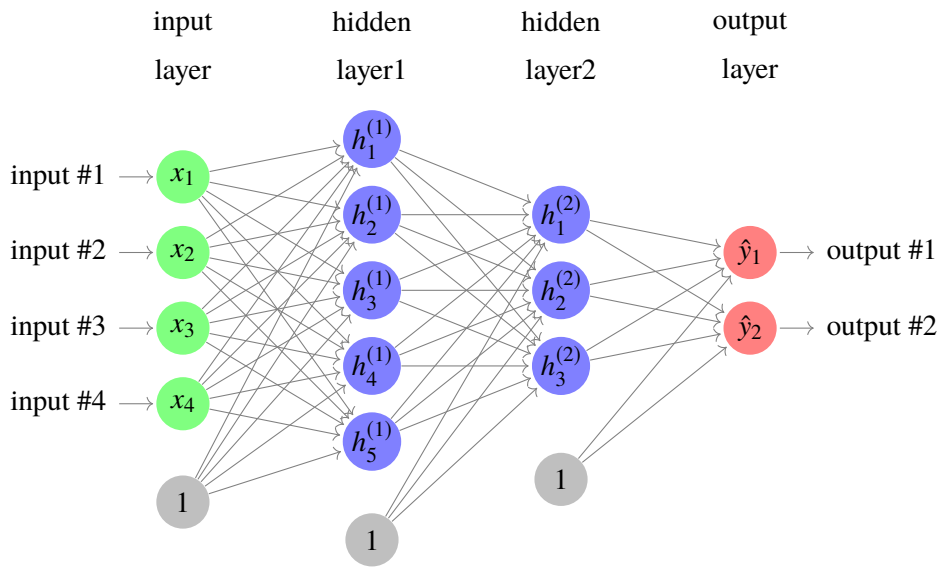 input hidden hidden output
layer layer1 layer2 layer
h₁⁽¹⁾
input #1 x₁
h₂⁽¹⁾ h₁⁽²⁾
input #2 x₂ ŷ₁ output #1
h₃⁽¹⁾ h₂⁽²⁾
input #3 x₃ ŷ₂ output #2
h₄⁽¹⁾ h₃⁽²⁾
input #4 x₄
h₅⁽¹⁾
1
1
1